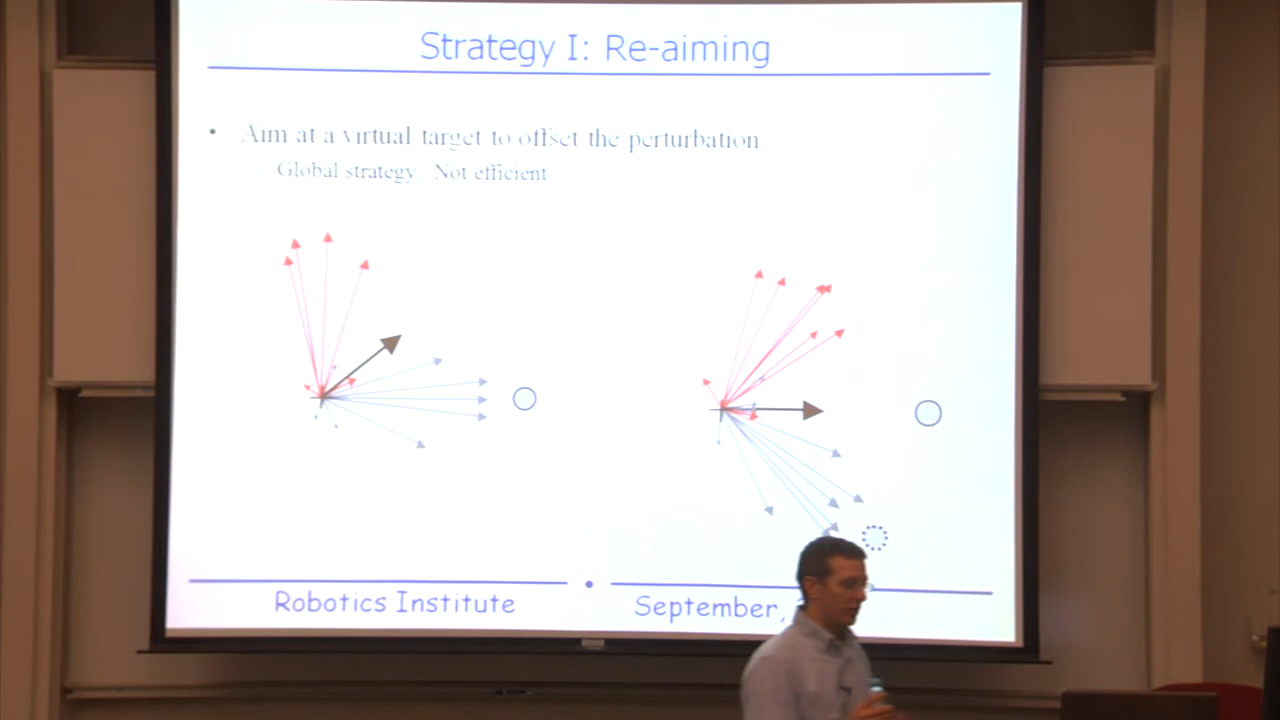 Strategy I: Re-aiming
• Aim at a virtual target to offset the perturbation.
– Global strategy. Not efficient
Robotics Institute • September,